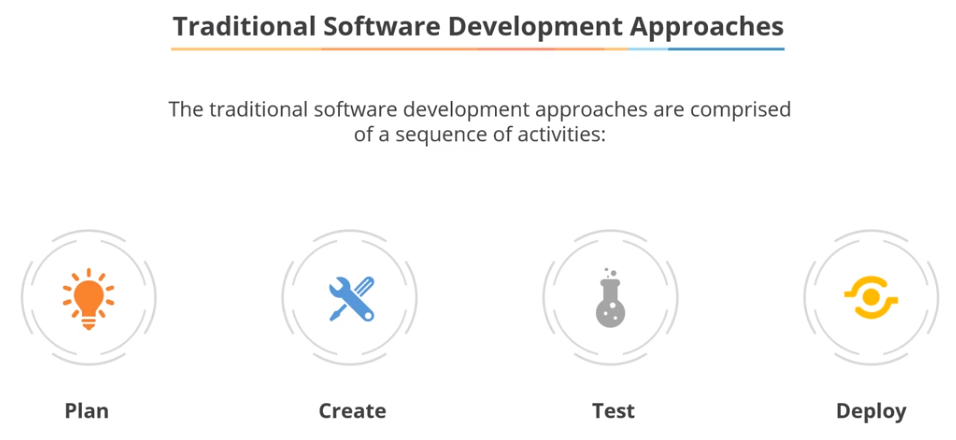 Traditional Software Development Approaches
The traditional software development approaches are comprised
of a sequence of activities:
Plan
Create
Test
Deploy